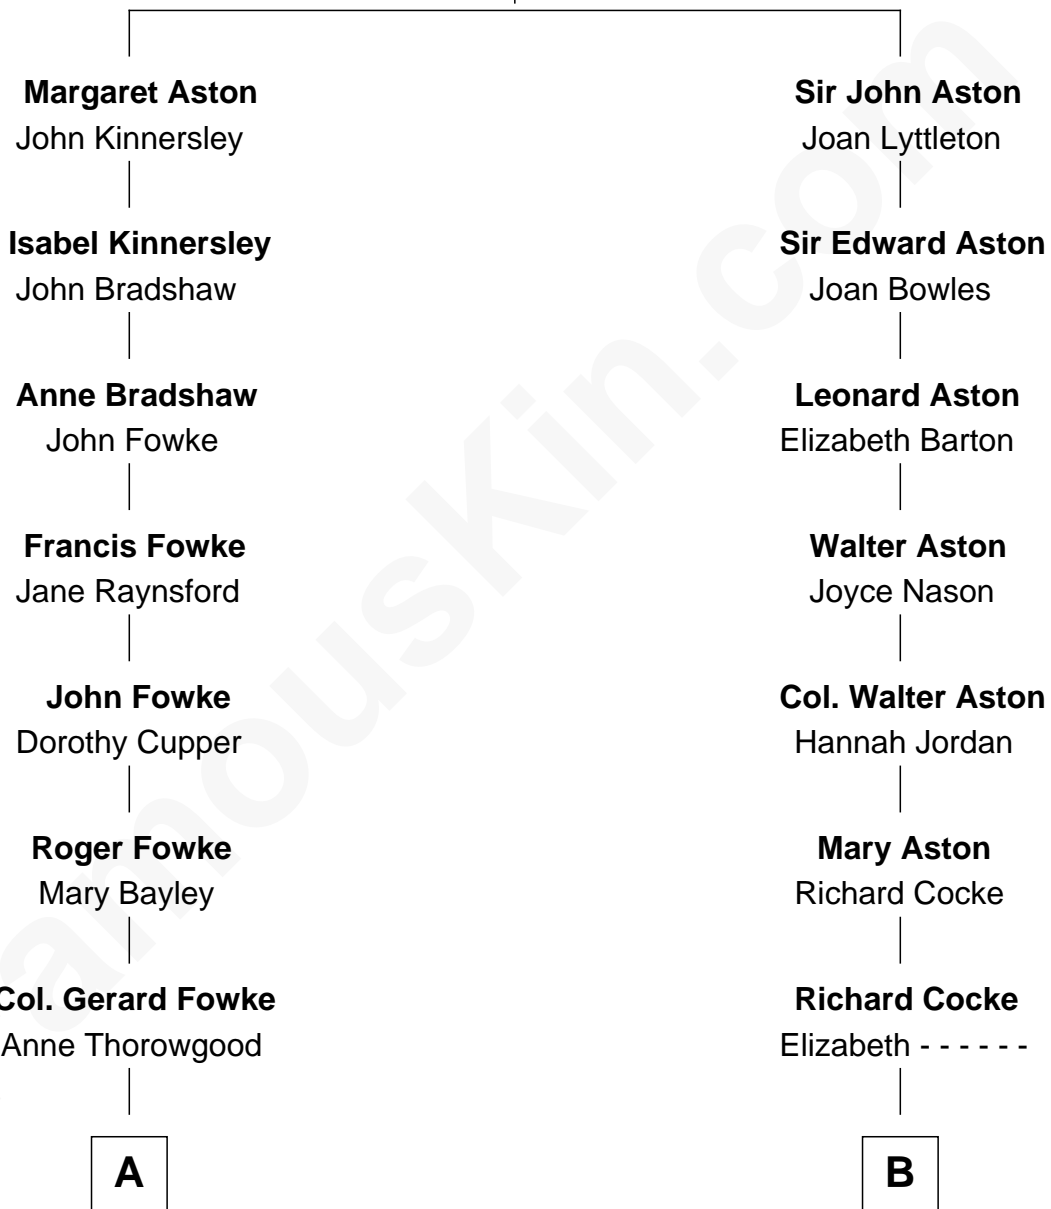 Margaret Aston
John Kinnersley
Isabel Kinnersley
John Bradshaw
Anne Bradshaw
John Fowke
Francis Fowke
Jane Raynsford
John Fowke
Dorothy Cupper
Roger Fowke
Mary Bayley
Col. Gerard Fowke
Anne Thorowgood
A
Sir John Aston
Joan Lyttleton
Sir Edward Aston
Joan Bowles
Leonard Aston
Elizabeth Barton
Walter Aston
Joyce Nason
Col. Walter Aston
Hannah Jordan
Mary Aston
Richard Cocke
Richard Cocke
Elizabeth - - - - - -
B
amousKin.com